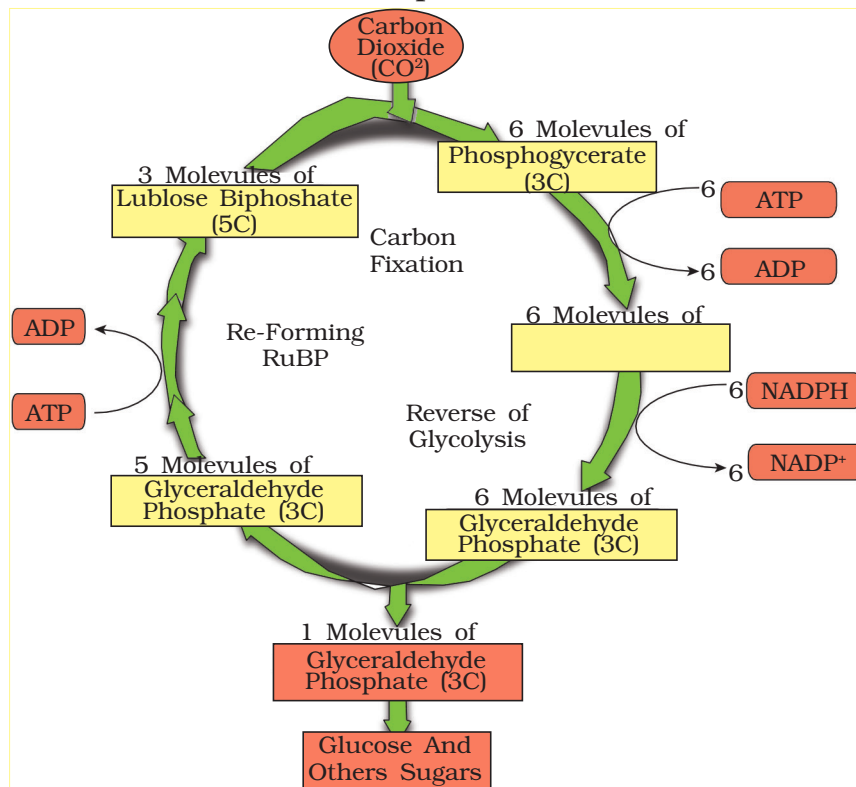 Carbon
Dioxide
(CO²)
6 Molevules of
Phosphogycerate
(3C)
3 Molevules of
Lublose Biphoshate
(5C)
6
ATP
6
ADP
Carbon
Fixation
6 Molevules of
ADP
ATP
Re-Forming
RuBP
6
NADPH
6
NADP⁺
Reverse of
Glycolysis
5 Molevules of
Glyceraldehyde
Phosphate (3C)
6 Molevules of
Glyceraldehyde
Phosphate (3C)
1 Molevules of
Glyceraldehyde
Phosphate (3C)
Glucose And
Others Sugars